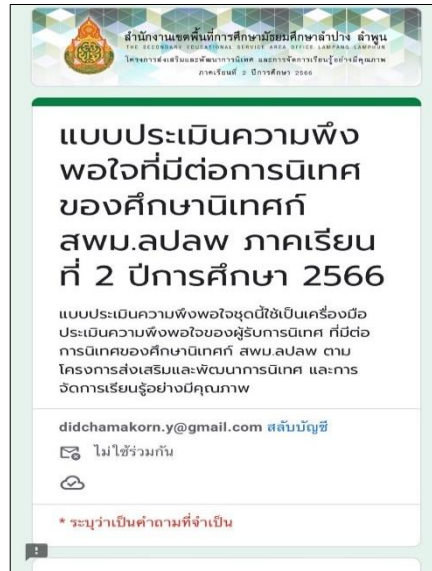 สำนักงานเขตพื้นที่การศึกษามัธยมศึกษาลำปาง ลำพูน
THE SECONDARY EDUCATIONAL SERVICE AREA OFFICE LAMPANG LAMPHUN
โครงการส่งเสริมและพัฒนาการนิเทศ และการจัดการเรียนรู้อย่างมีคุณภาพ
ภาคเรียนที่ 2 ปีการศึกษา 2566
แบบประเมินความพึง
พอใจที่มีต่อการนิเทศ
ของศึกษานิเทศก์
สพม.ลปลพ ภาคเรียน
ที่ 2 ปีการศึกษา 2566
แบบประเมินความพึงพอใจชุดนี้ใช้เป็นเครื่องมือ
ประเมินความพึงพอใจของผู้รับการนิเทศ ที่มีต่อ
การนิเทศของศึกษานิเทศก์ สพม.ลปลพ ตาม
โครงการส่งเสริมและพัฒนาการนิเทศ และการ
จัดการเรียนรู้อย่างมีคุณภาพ
didchamakorn.y@gmail.com สลับบัญชี
ไม่ใช้ร่วมกัน
* ระบุว่าเป็นคำถามที่จำเป็น